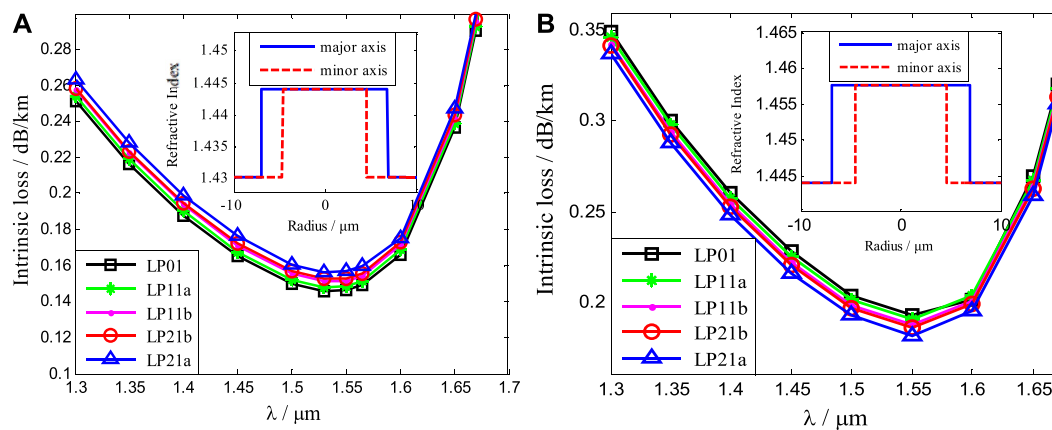 A
Intrinsic loss / dB/km
0.28
0.26
0.24
0.22
0.2
0.18
0.16
0.14
0.12
0.1
1.3
1.35
1.4
1.45
1.5
1.55
1.6
1.65
1.7
λ / μm
LP01
LP11a
LP11b
LP21b
LP21a
Refractive Index
1.45
1.445
1.44
1.435
1.43
-10
0
10
Radius / μm
major axis
minor axis
B
Intrinsic loss / dB/km
0.35
0.3
0.25
0.2
1.3
1.35
1.4
1.45
1.5
1.55
1.6
1.65
λ / μm
LP01
LP11a
LP11b
LP21b
LP21a
Refractive Index
1.465
1.46
1.455
1.45
1.445
-10
0
10
Radius / μm
major axis
minor axis